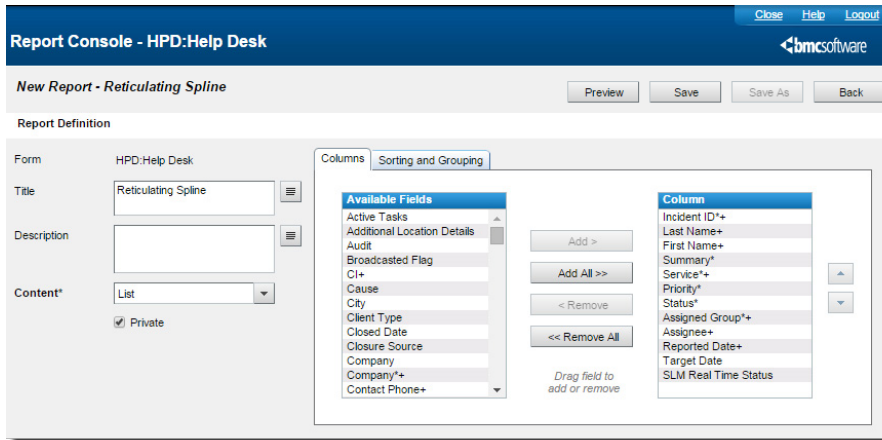 Close Help Logout
Report Console - HPD:Help Desk
bmcsoftware
New Report - Reticulating Spline
Preview Save Save As Back
Report Definition
Form HPD:Help Desk
Title Reticulating Spline
Description
Content* List
Private
Columns Sorting and Grouping
Available Fields
Active Tasks
Additional Location Details
Audit
Broadcasted Flag
CI+
Cause
City
Client Type
Closed Date
Closure Source
Company
Company*+
Contact Phone+
Add >
Add All >>
< Remove
<< Remove All
Drag field to
add or remove
Column
Incident ID*+
Last Name+
First Name+
Summary*
Service*+
Priority*
Status*
Assigned Group*+
Assignee+
Reported Date+
Target Date
SLM Real Time Status